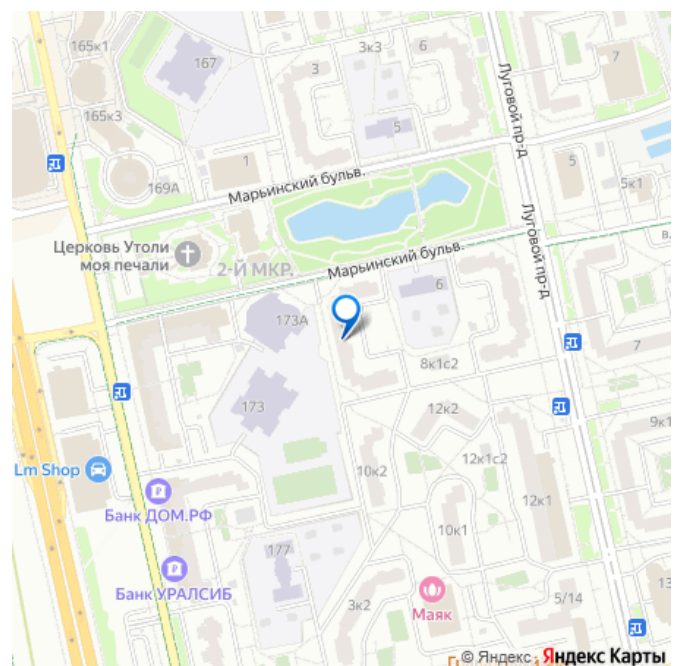 165к1
167
3
3к3
6
7
165к3
5
1
Луговой пр-д
169А
Марьинский бульв.
5
5к1
Церковь Утоли
моя печали
2-Й МКР.
Луговой пр-д
Марьинский бульв.
в.
6
173А
7
8к1с2
173
12к2
9к1
Lm Shop
10к2
12к1с2
12к1
Банк ДОМ.РФ
10к1
177
Банк УРАЛСИБ
3к2
Маяк
5/14
13
© Яндекс
Яндекс Карты